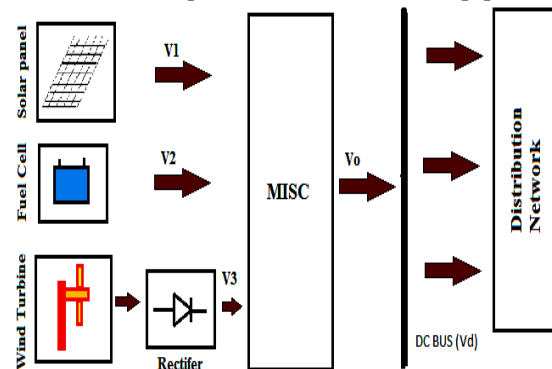 Solar panel
V1
Fuel Cell
V2
MISC
Vo
Distribution
Network
Wind Turbine
V3
Rectifer
DC BUS (Vd)